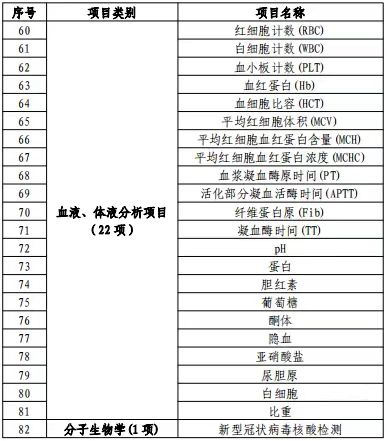 序号 项目类别 项目名称
60 红细胞计数(RBC)
61 白细胞计数(WBC)
62 血小板计数(PLT)
63 血红蛋白(Hb)
64 血细胞比容(HCT)
65 平均红细胞体积(MCV)
66 平均红细胞血红蛋白含量(MCH)
67 平均红细胞血红蛋白浓度(MCHC)
68 血浆凝血酶原时间(PT)
69 活化部分凝血活酶时间(APTT)
70 血液、体液分析项目 纤维蛋白原(Fib)
71 （22 项） 凝血酶时间(TT)
72 pH
73 蛋白
74 胆红素
75 葡萄糖
76 酮体
77 隐血
78 亚硝酸盐
79 尿胆原
80 白细胞
81 比重
82 分子生物学(1 项) 新型冠状病毒核酸检测